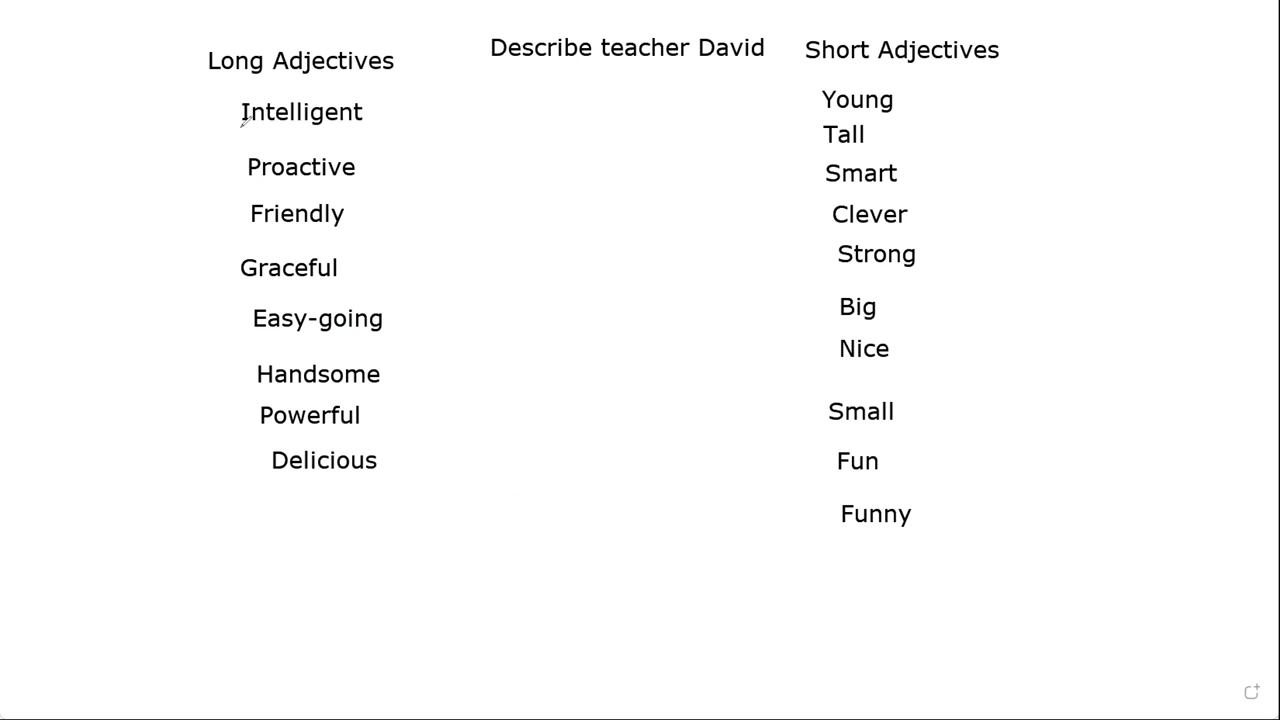 Describe teacher David
Long Adjectives
Intelligent
Proactive
Friendly
Graceful
Easy-going
Handsome
Powerful
Delicious
Short Adjectives
Young
Tall
Smart
Clever
Strong
Big
Nice
Small
Fun
Funny